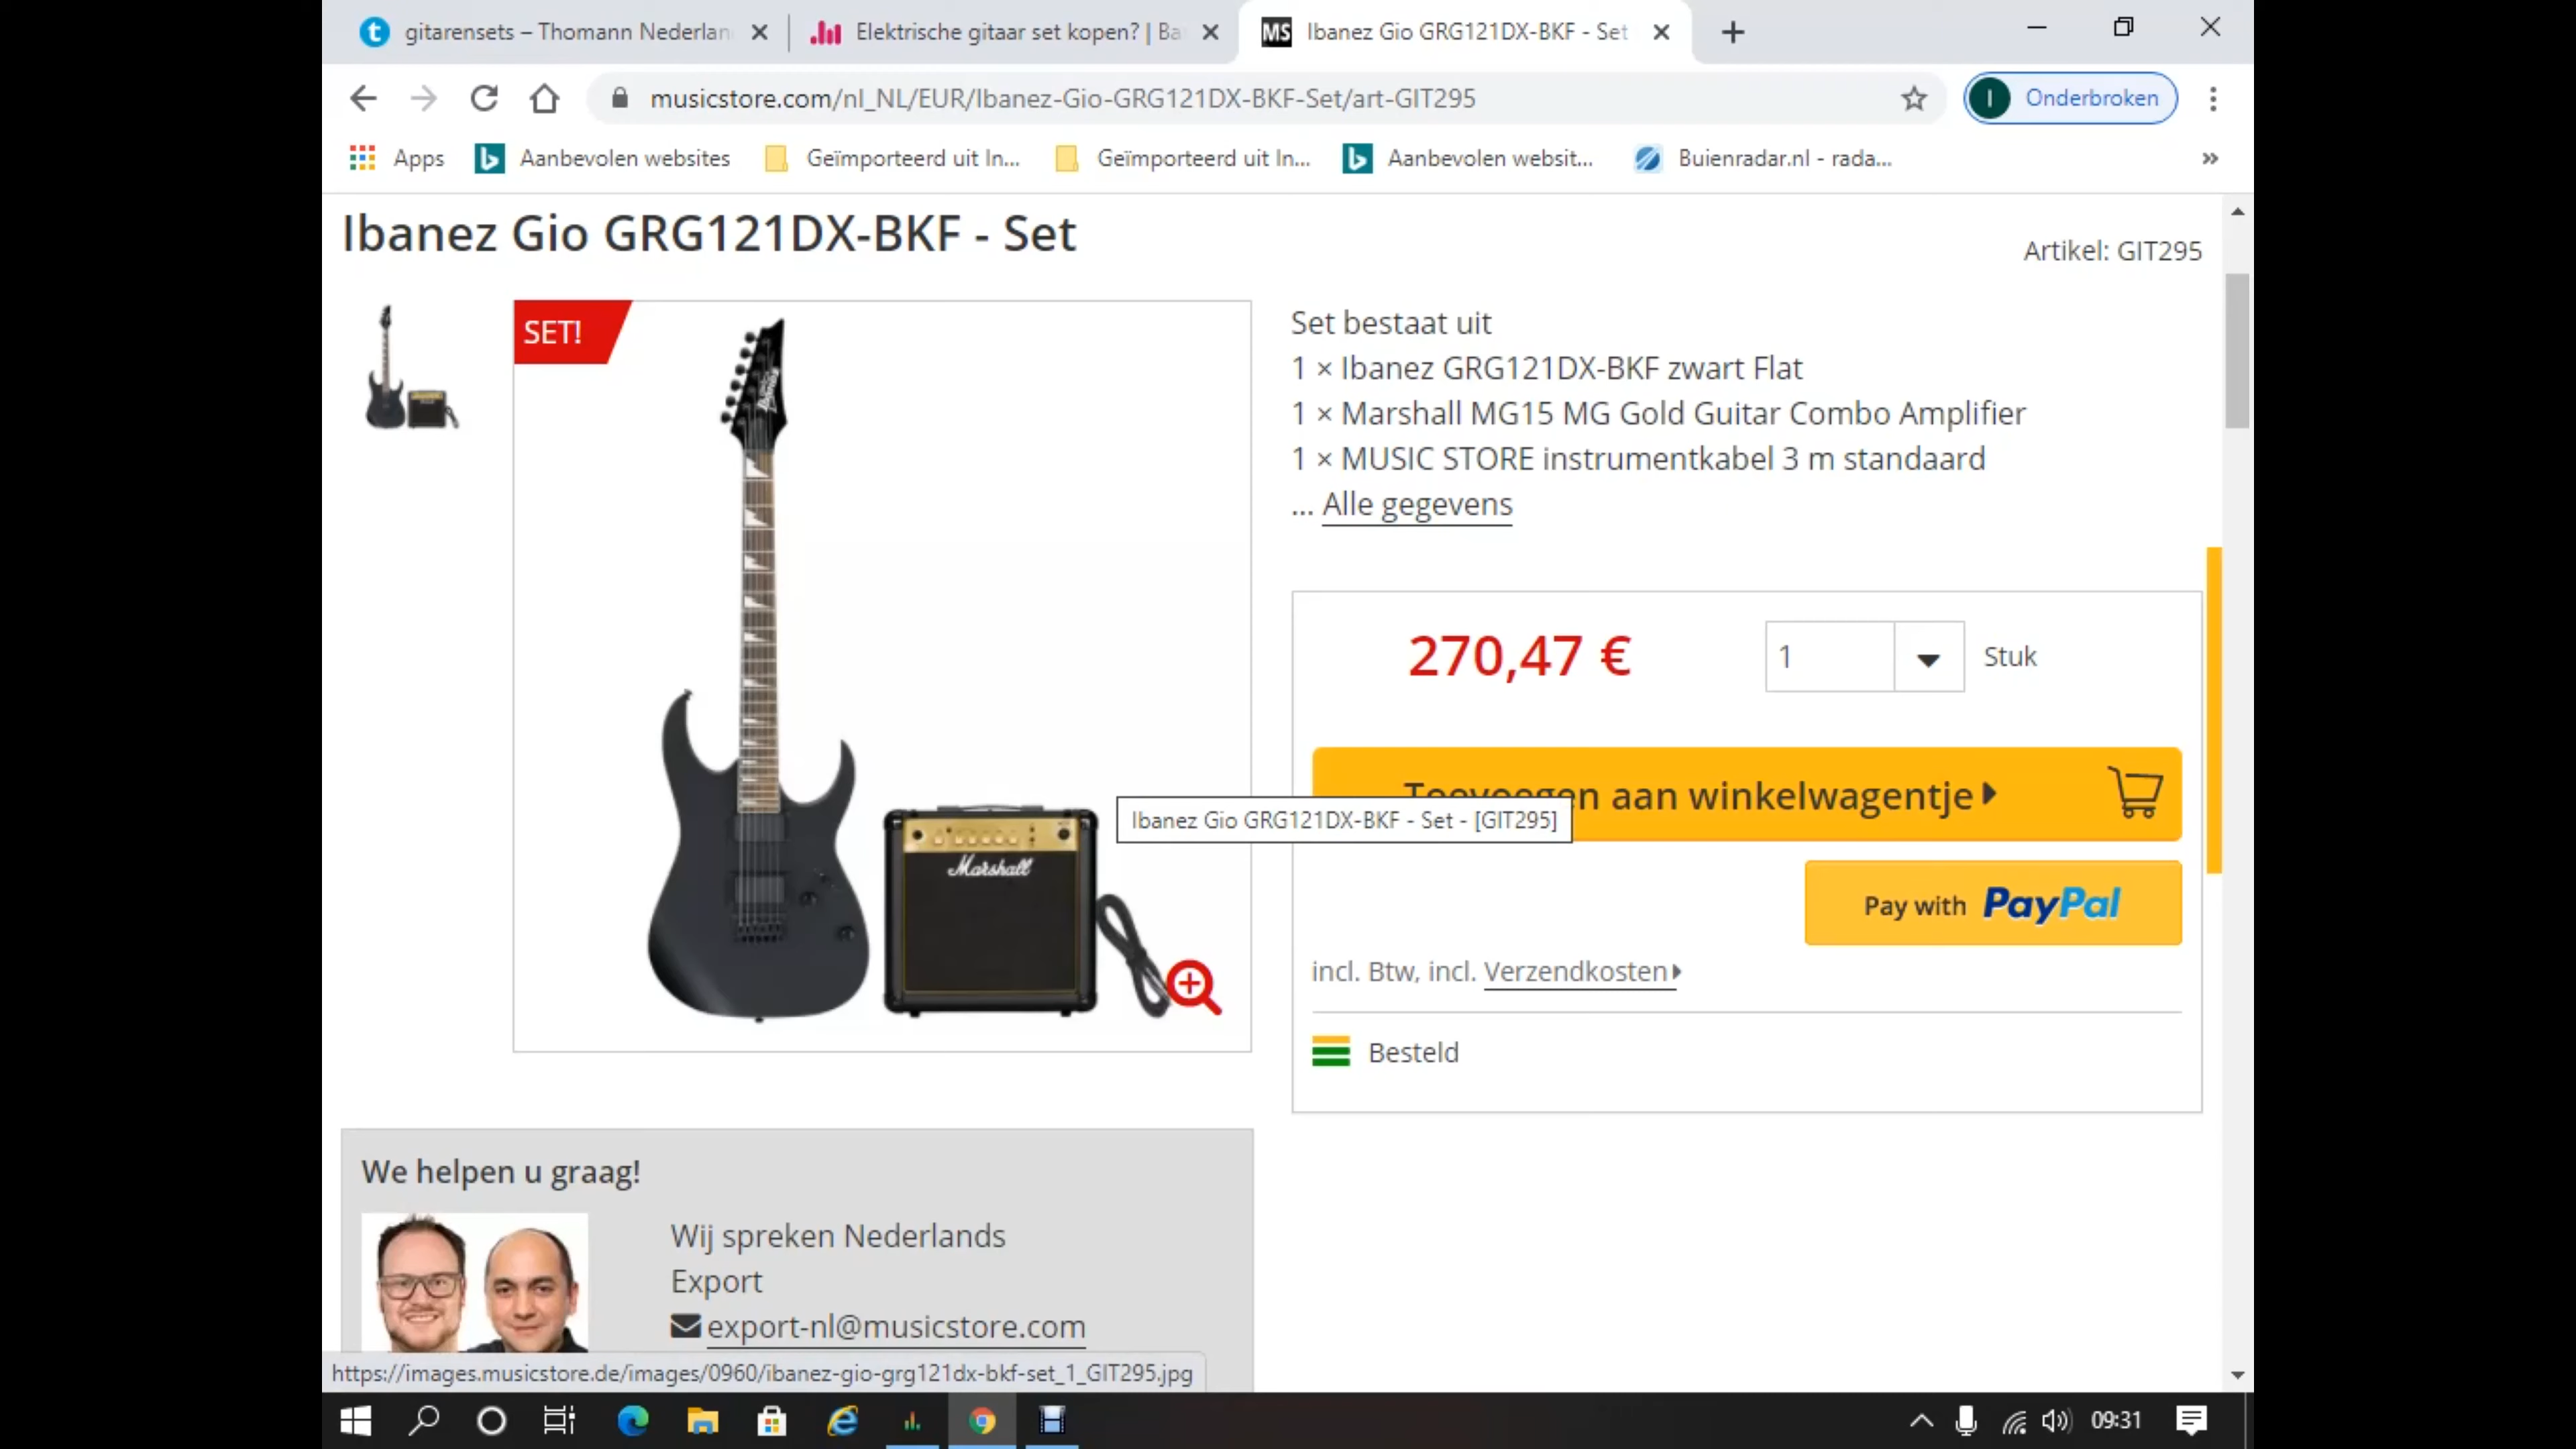 gitarensets – Thomann Nederlan
Elektrische gitaar set kopen? | Ba
MS
Ibanez Gio GRG121DX-BKF - Set
musicstore.com/nl_NL/EUR/Ibanez-Gio-GRG121DX-BKF-Set/art-GIT295
I
Onderbroken
Apps
Aanbevolen websites
Geïmporteerd uit In...
Geïmporteerd uit In...
Aanbevolen websit...
Buienradar.nl - rada...
»
Ibanez Gio GRG121DX-BKF - Set
Artikel: GIT295
SET!
Ibanez
Marshall
Set bestaat uit
1 × Ibanez GRG121DX-BKF zwart Flat
1 × Marshall MG15 MG Gold Guitar Combo Amplifier
1 × MUSIC STORE instrumentkabel 3 m standaard
... Alle gegevens
270,47 €
1
Stuk
Toevoegen aan winkelwagentje
Ibanez Gio GRG121DX-BKF - Set - [GIT295]
Pay with PayPal
incl. Btw, incl. Verzendkosten
Besteld
We helpen u graag!
Wij spreken Nederlands
Export
export-nl@musicstore.com
https://images.musicstore.de/images/0960/ibanez-gio-grg121dx-bkf-set_1_GIT295.jpg
09:31